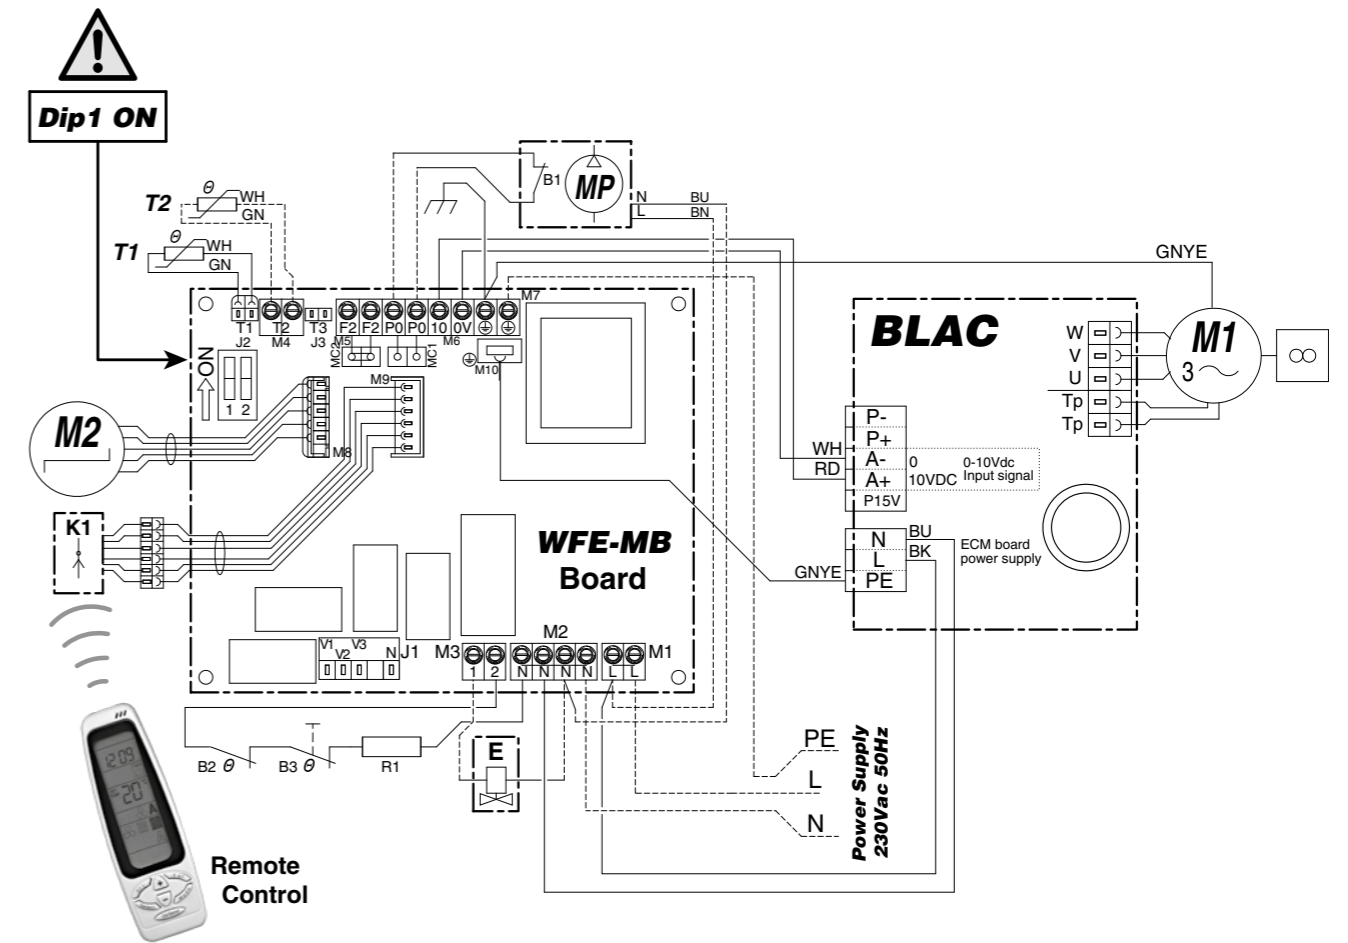 Dip1 ON
T2
θ
WH
GN
T1
θ
WH
GN
B1
MP
N
BU
L
BN
GNYE
M7
T1
T2
T3
F2
F2
P0
P0
10
0V
J2
M4
J3
M5
M6
MC2
MC1
M10
ON
1 2
M9
M8
M2
K1
WFE-MB
Board
BLAC
W
V
U
Tp
Tp
M1
3
P-
P+
WH
A-
0
0-10Vdc
RD
A+
10VDC
Input signal
P15V
N
BU
L
BK
ECM board
power supply
GNYE
PE
V1
V2
V3
N
J1
M3
M2
M1
1
2
N
N
N
N
L
L
B2 θ
B3 θ
R1
E
PE
L
N
Power Supply
230Vac 50Hz
12:09
20
A
Remote
Control